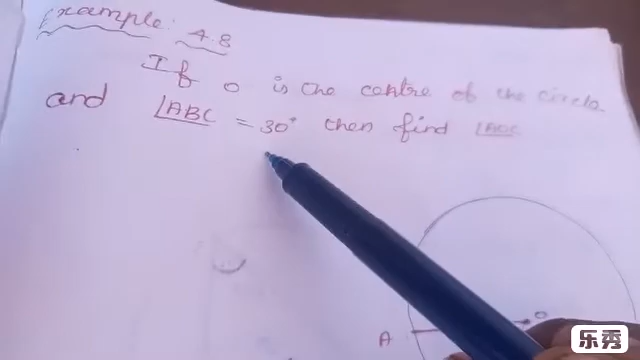 Example: 4.8
If O is the centre of the circle
and ∠ABC = 30° then find ∠AOC
O
A
乐秀